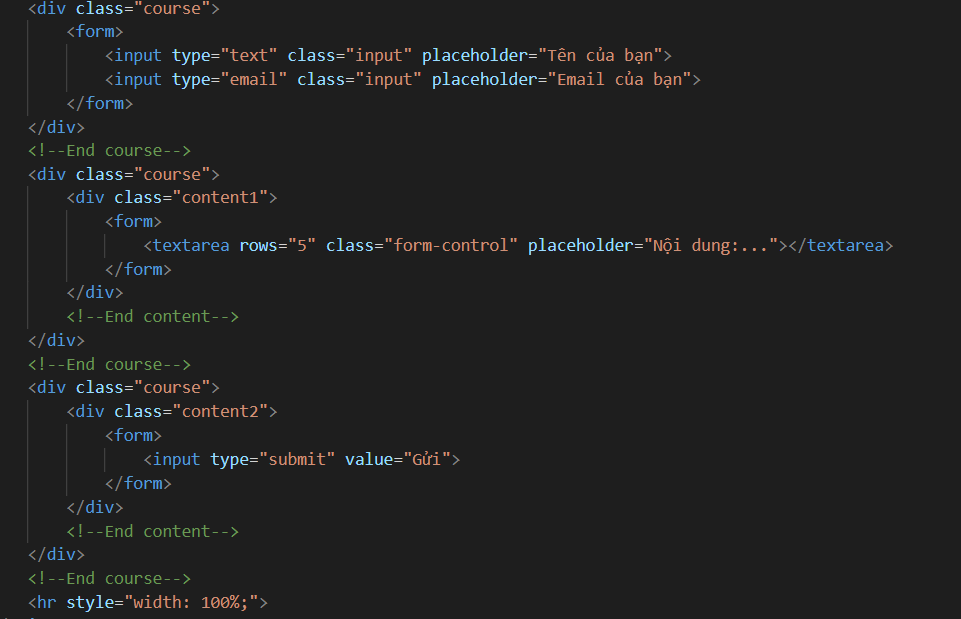 <div class="course">
    <form>
        <input type="text" class="input" placeholder="Tên của bạn">
        <input type="email" class="input" placeholder="Email của bạn">
    </form>
</div>
<!--End course-->
<div class="course">
    <div class="content1">
        <form>
            <textarea rows="5" class="form-control" placeholder="Nội dung:..."></textarea>
        </form>
    </div>
    <!--End content-->
</div>
<!--End course-->
<div class="course">
    <div class="content2">
        <form>
            <input type="submit" value="Gửi">
        </form>
    </div>
    <!--End content-->
</div>
<!--End course-->
<hr style="width: 100%;">